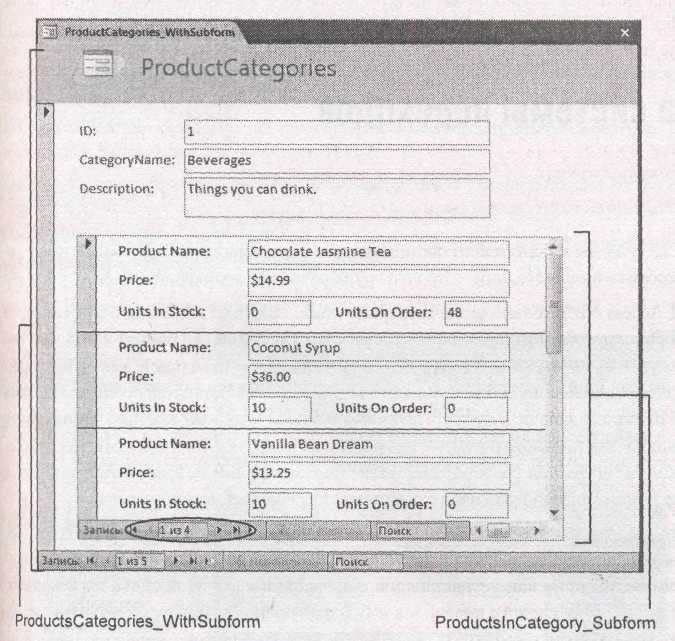 ProductCategories_WithSubform
ProductCategories
ID: 1
CategoryName: Beverages
Description: Things you can drink.
Product Name: Chocolate Jasmine Tea
Price: $14.99
Units In Stock: 0 Units On Order: 48
Product Name: Coconut Syrup
Price: $36.00
Units In Stock: 10 Units On Order: 0
Product Name: Vanilla Bean Dream
Price: $13.25
Units In Stock: 10 Units On Order: 0
Запись: 1 из 4 Поиск
Запись: 1 из 5 Поиск
ProductsCategories_WithSubform
ProductsInCategory_Subform